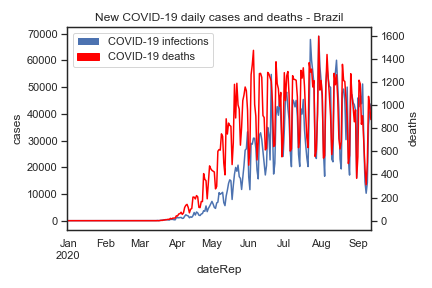 New COVID-19 daily cases and deaths - Brazil
COVID-19 infections
COVID-19 deaths
70000
60000
50000
40000
30000
20000
10000
0
cases
1600
1400
1200
1000
800
600
400
200
0
deaths
Jan Feb Mar Apr May Jun Jul Aug Sep
2020
dateRep